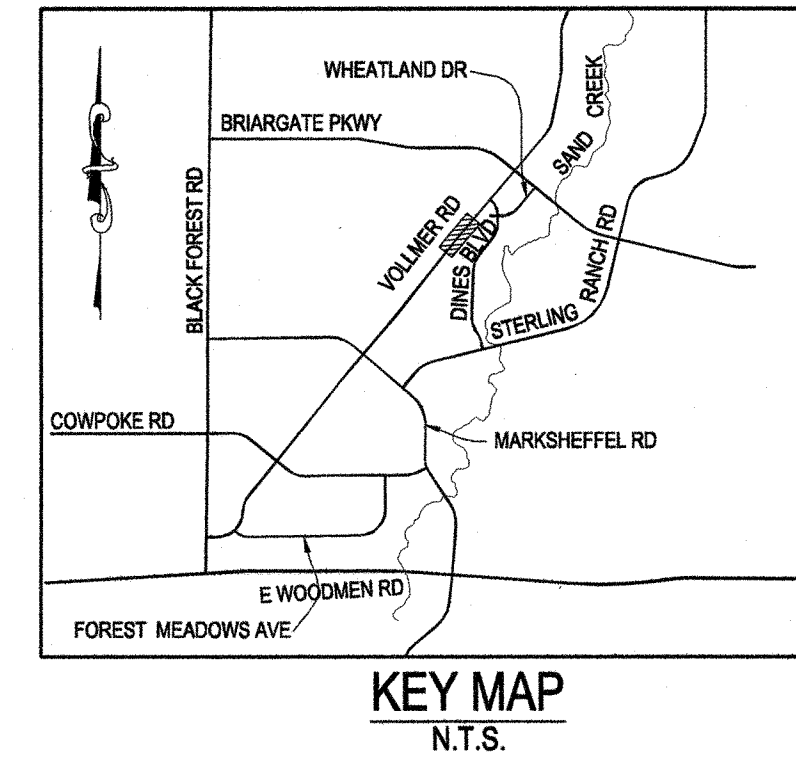 WHEATLAND DR
BRIARGATE PKWY
SAND CREEK
BLACK FOREST RD
VOLLMER RD
DINES BLVD
STERLING RANCH RD
COWPOKE RD
MARKSHEFFEL RD
E WOODMEN RD
FOREST MEADOWS AVE
KEY MAP
N.T.S.